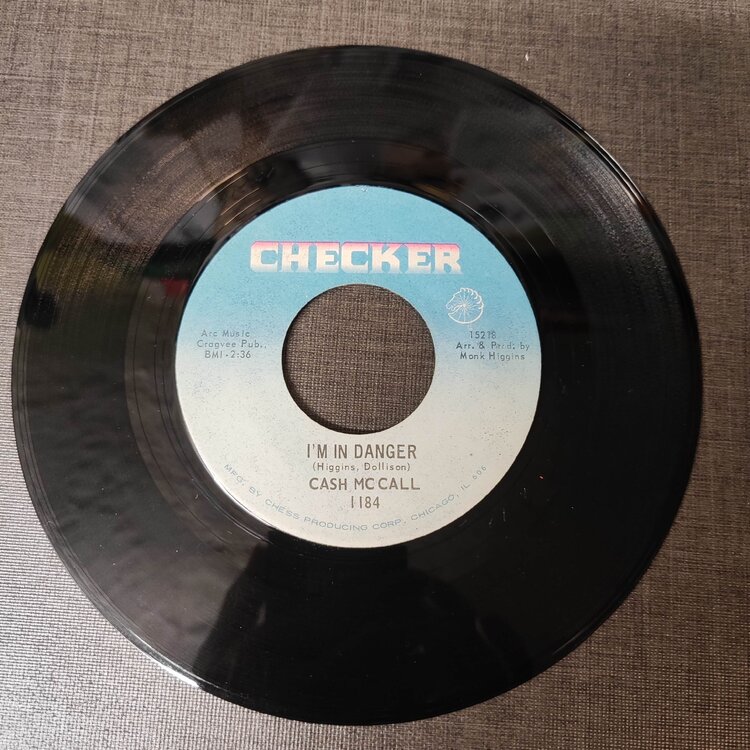 CHECKER
Arc Music
Cragvee Pub.,
BMI - 2:36
15218
Arr. & Prod. by
Monk Higgins
I'M IN DANGER
(Higgins, Dollison)
CASH MC CALL
1184
MFG. BY CHESS PRODUCING CORP., CHICAGO, IL. 606